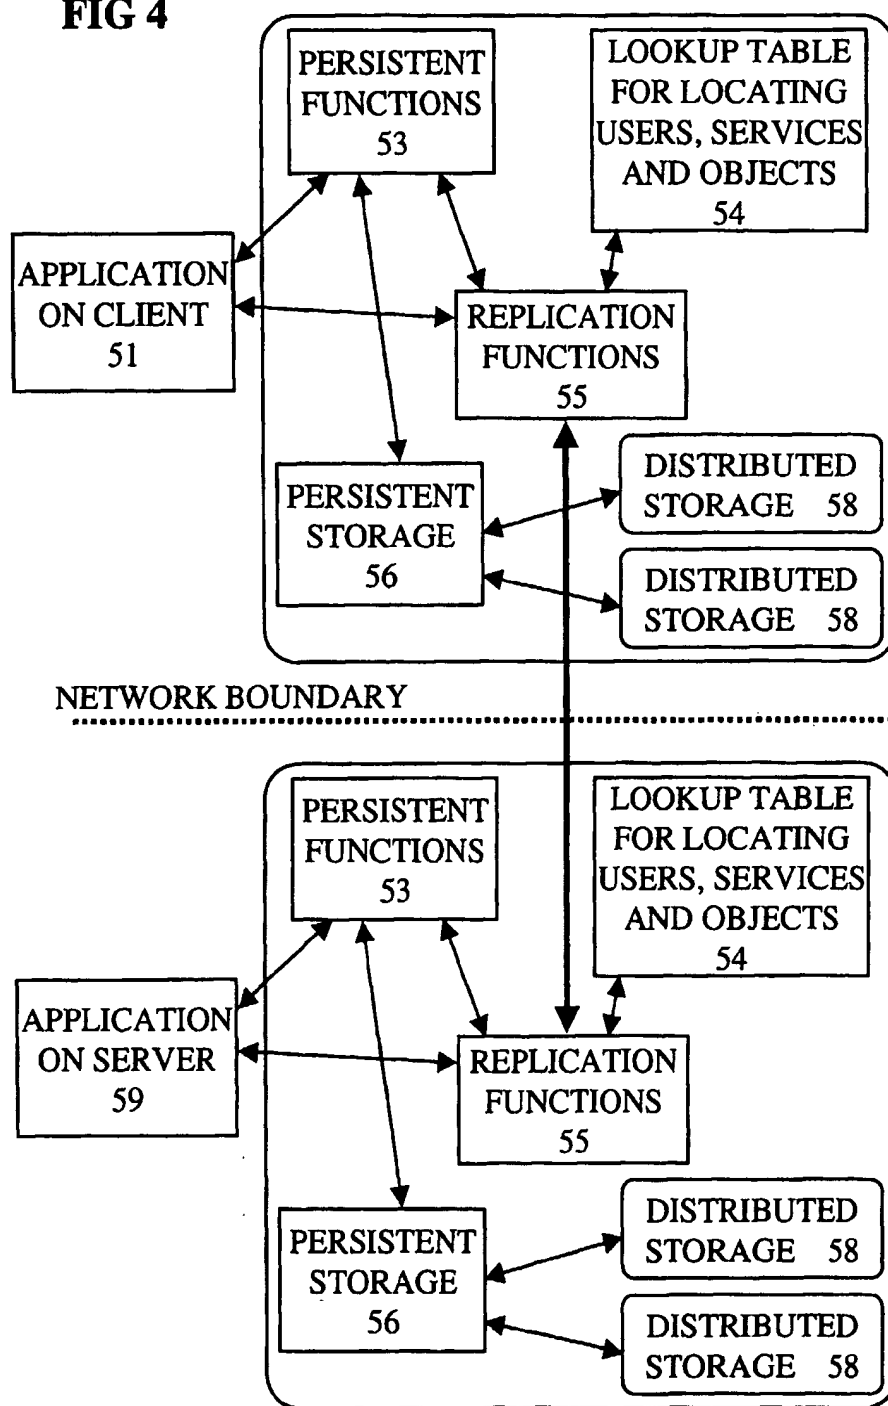 FIG 4
PERSISTENT
FUNCTIONS
53
LOOKUP TABLE
FOR LOCATING
USERS, SERVICES
AND OBJECTS
54
APPLICATION
ON CLIENT
51
REPLICATION
FUNCTIONS
55
PERSISTENT
STORAGE
56
DISTRIBUTED
STORAGE 58
DISTRIBUTED
STORAGE 58
NETWORK BOUNDARY
PERSISTENT
FUNCTIONS
53
LOOKUP TABLE
FOR LOCATING
USERS, SERVICES
AND OBJECTS
54
APPLICATION
ON SERVER
59
REPLICATION
FUNCTIONS
55
PERSISTENT
STORAGE
56
DISTRIBUTED
STORAGE 58
DISTRIBUTED
STORAGE 58